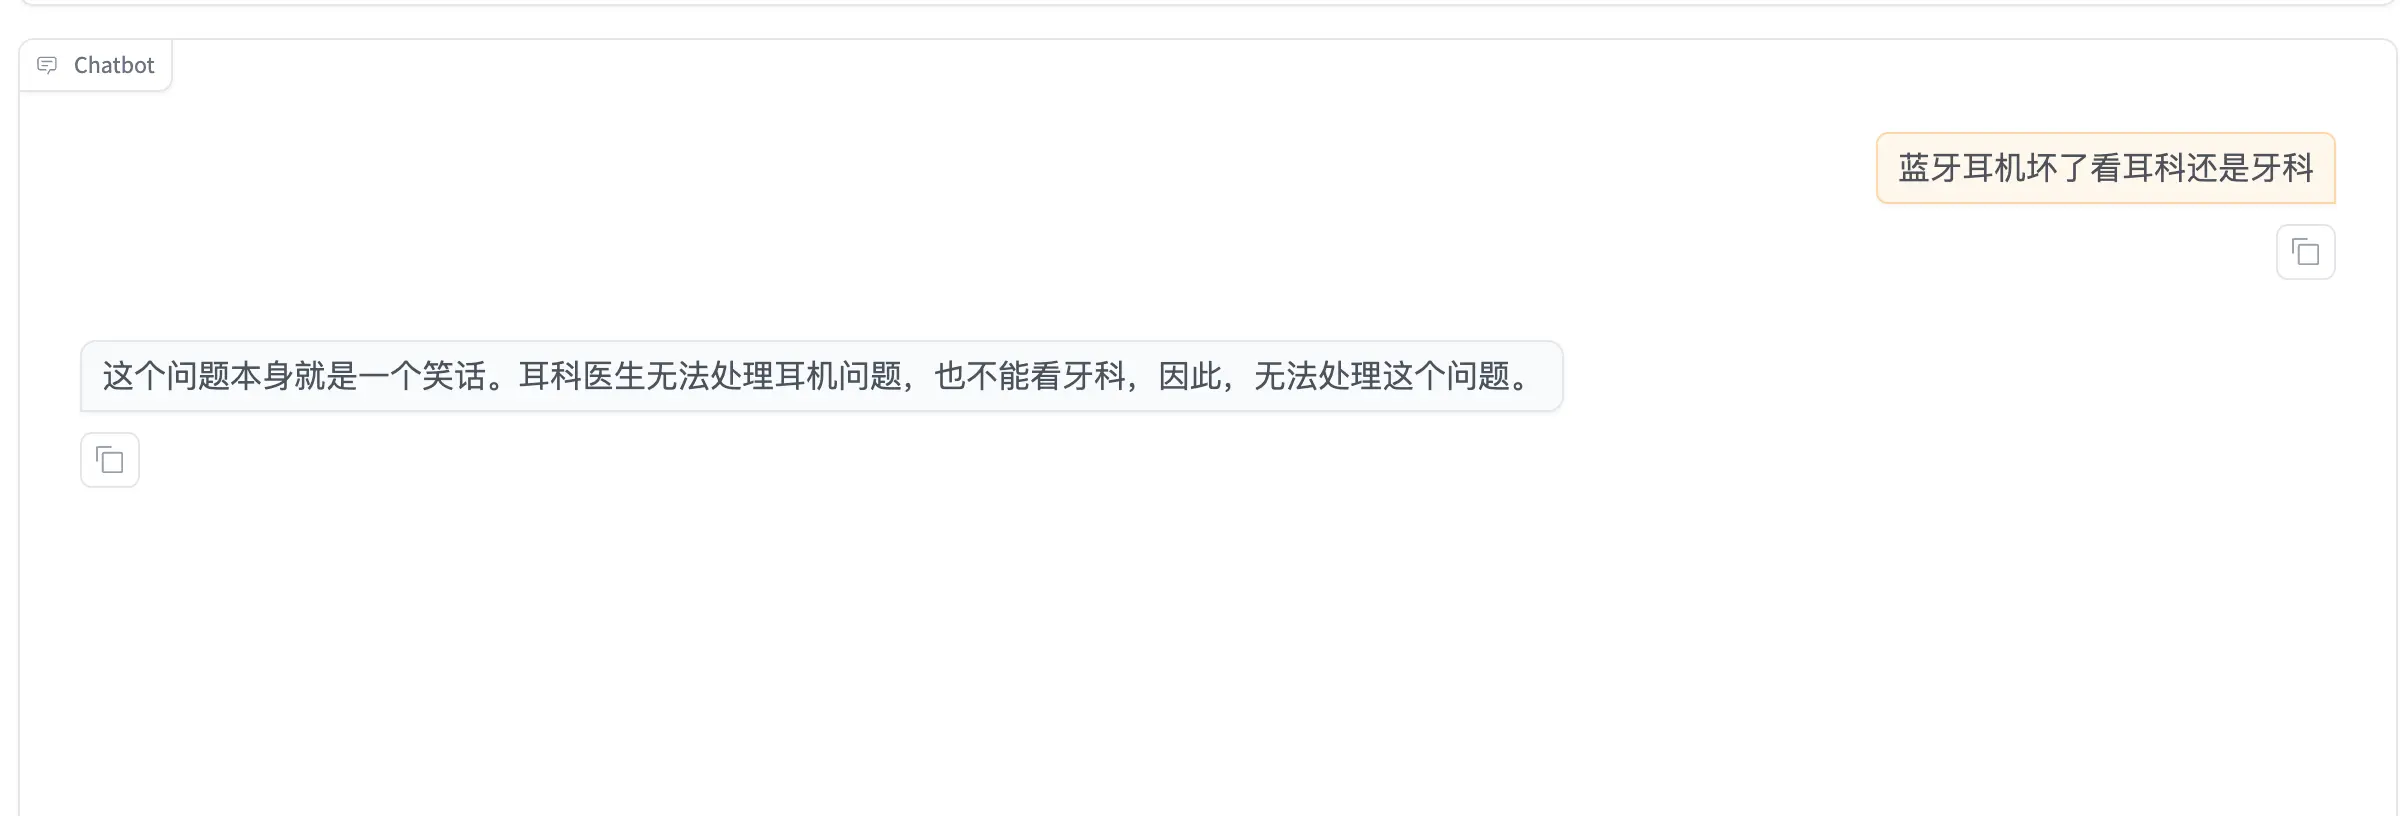 Chatbot
蓝牙耳机坏了看耳科还是牙科
这个问题本身就是一个笑话。耳科医生无法处理耳机问题，也不能看牙科，因此，无法处理这个问题。